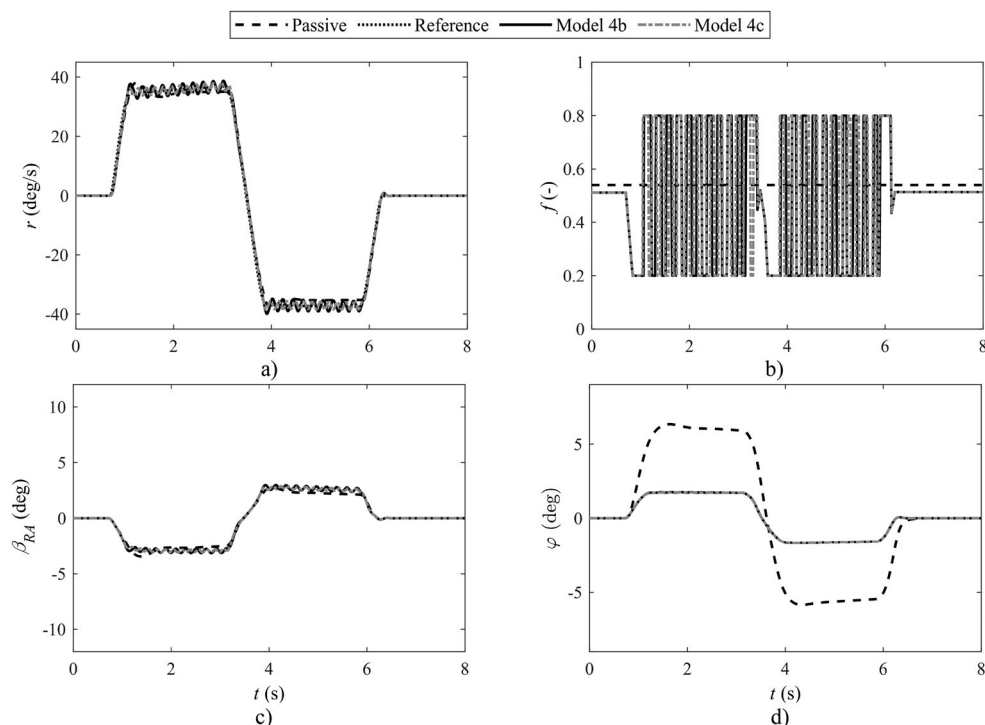 Passive Reference Model 4b Model 4c
40
20
0
-20
-40
r (deg/s)
0 2 4 6 8
a)
1
0.8
0.6
0.4
0.2
0
f (-)
0 2 4 6 8
b)
10
5
0
-5
-10
β_RA (deg)
0 2 4 6 8
t (s)
c)
5
0
-5
φ (deg)
0 2 4 6 8
t (s)
d)